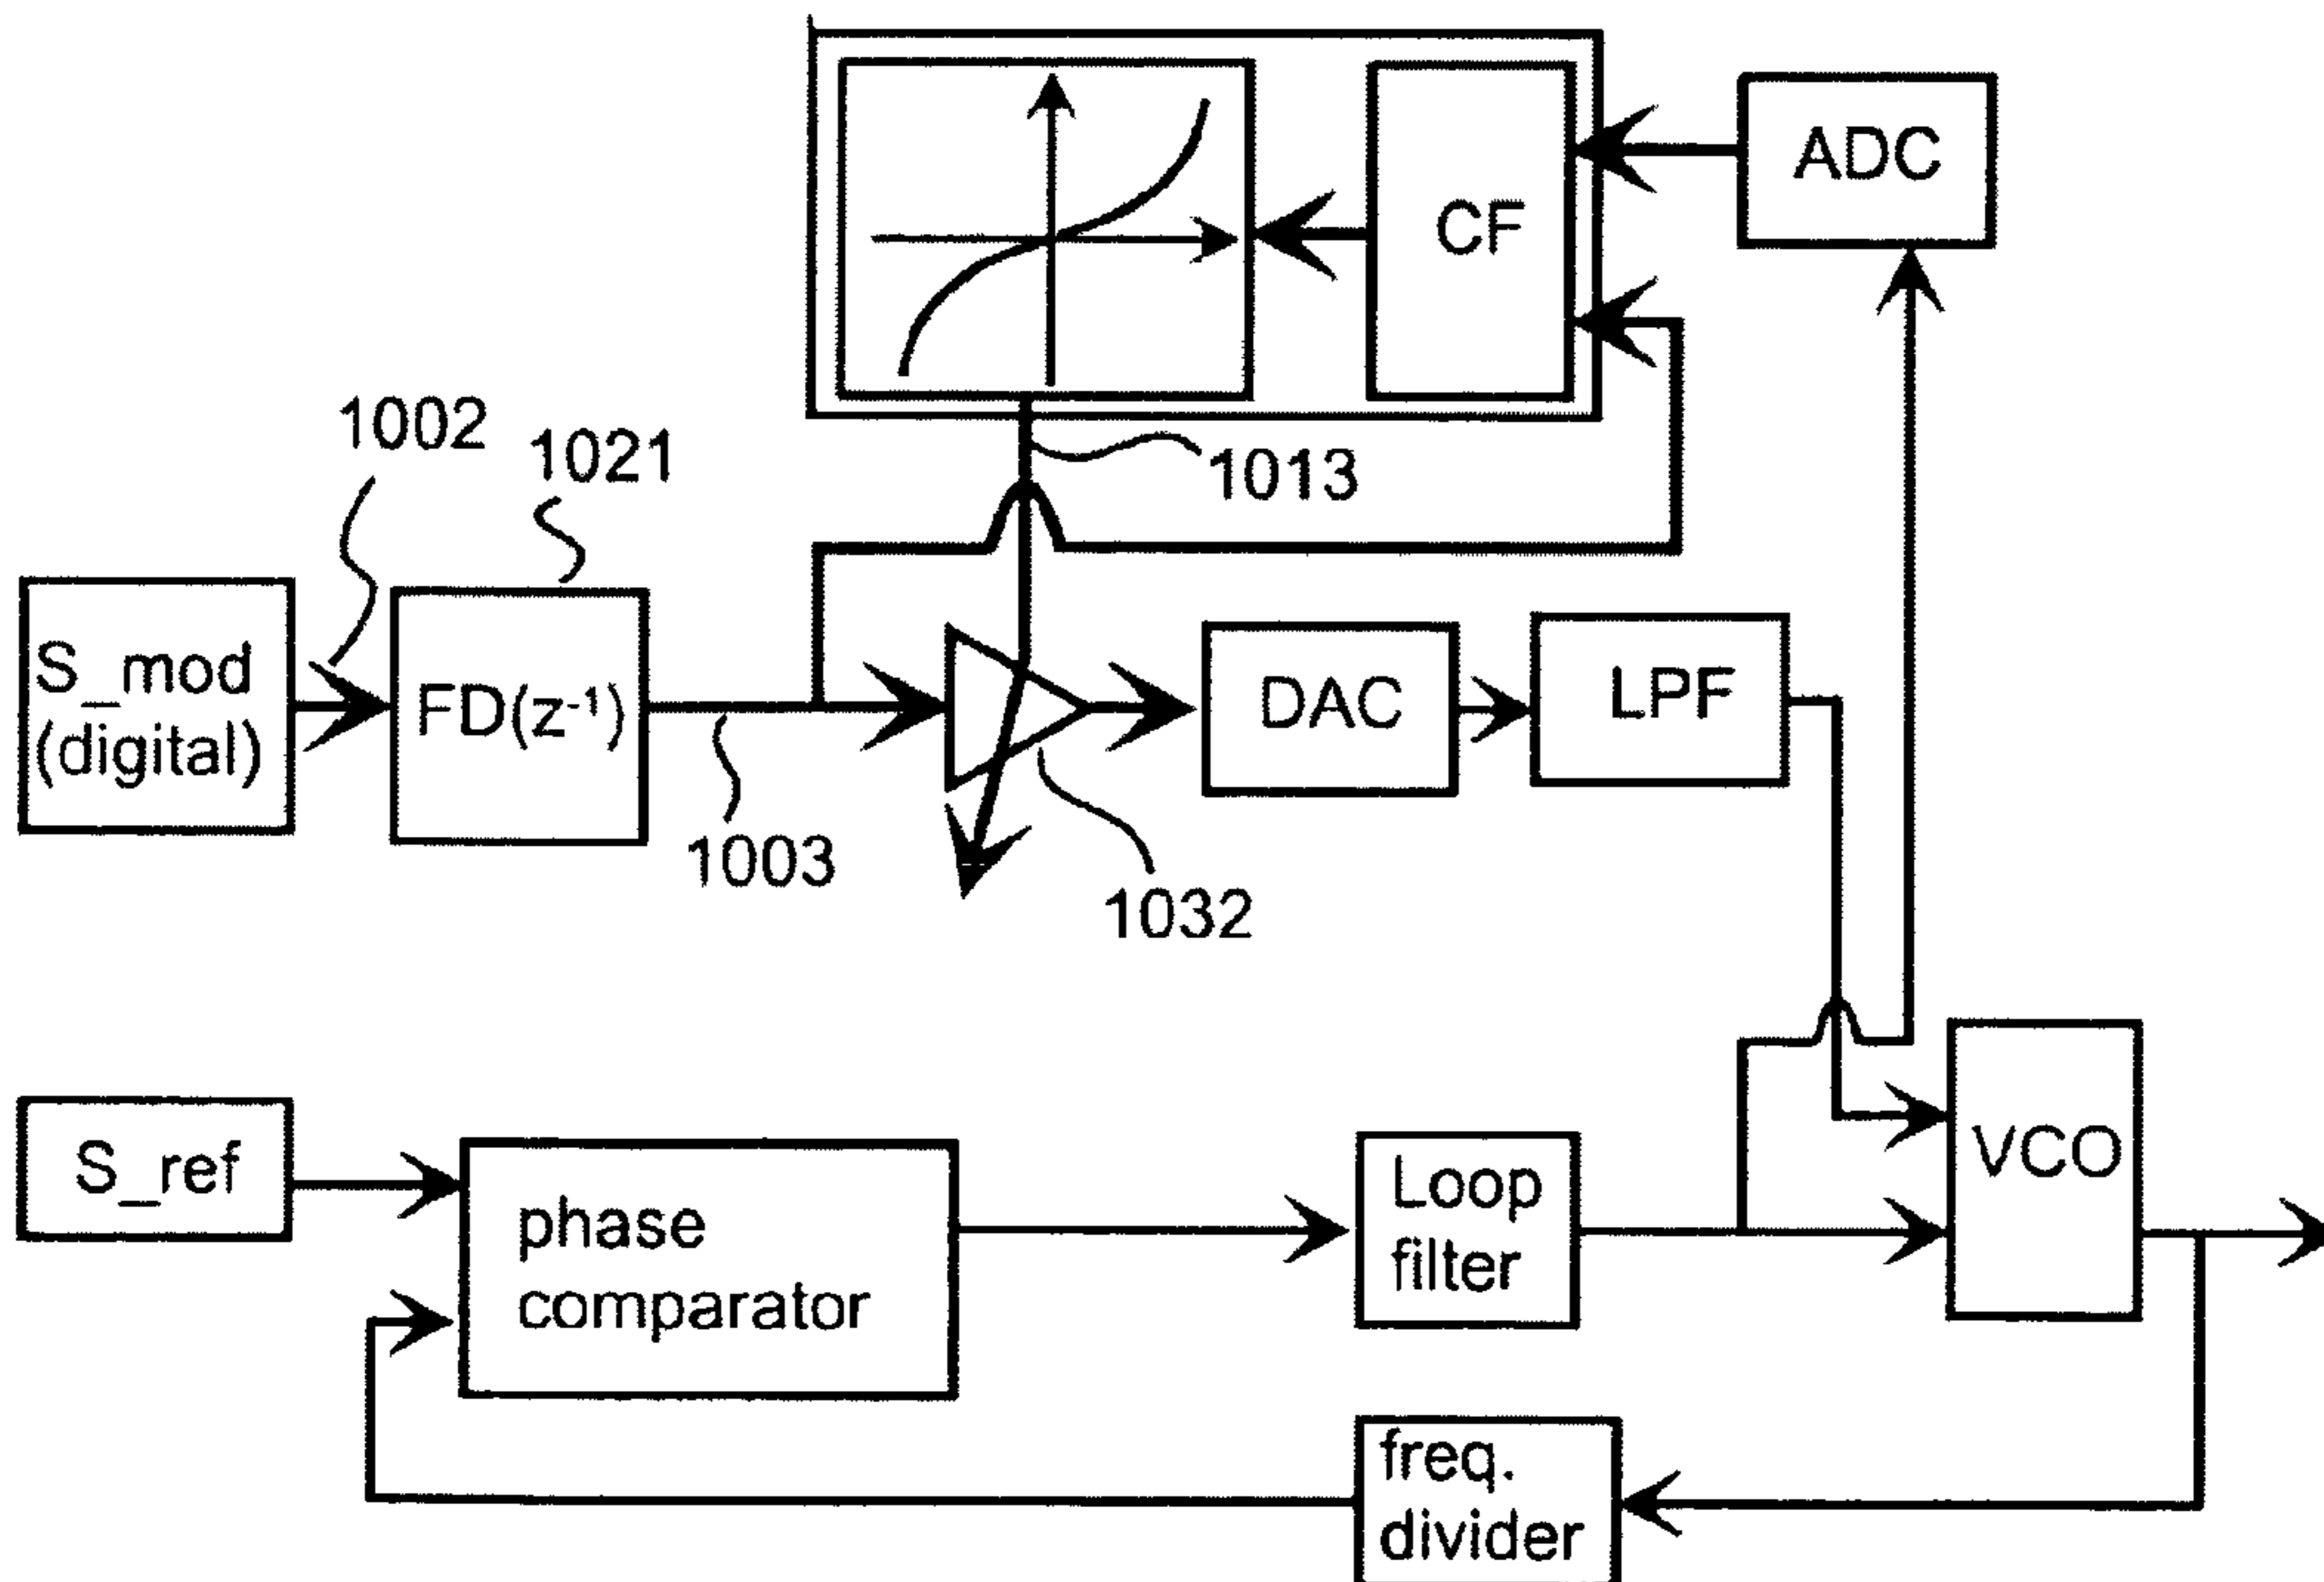 ADC
CF
1002
1021
1013
S_mod
(digital)
FD(z⁻¹)
DAC
LPF
1003
1032
S_ref
phase
comparator
Loop
filter
VCO
freq.
divider